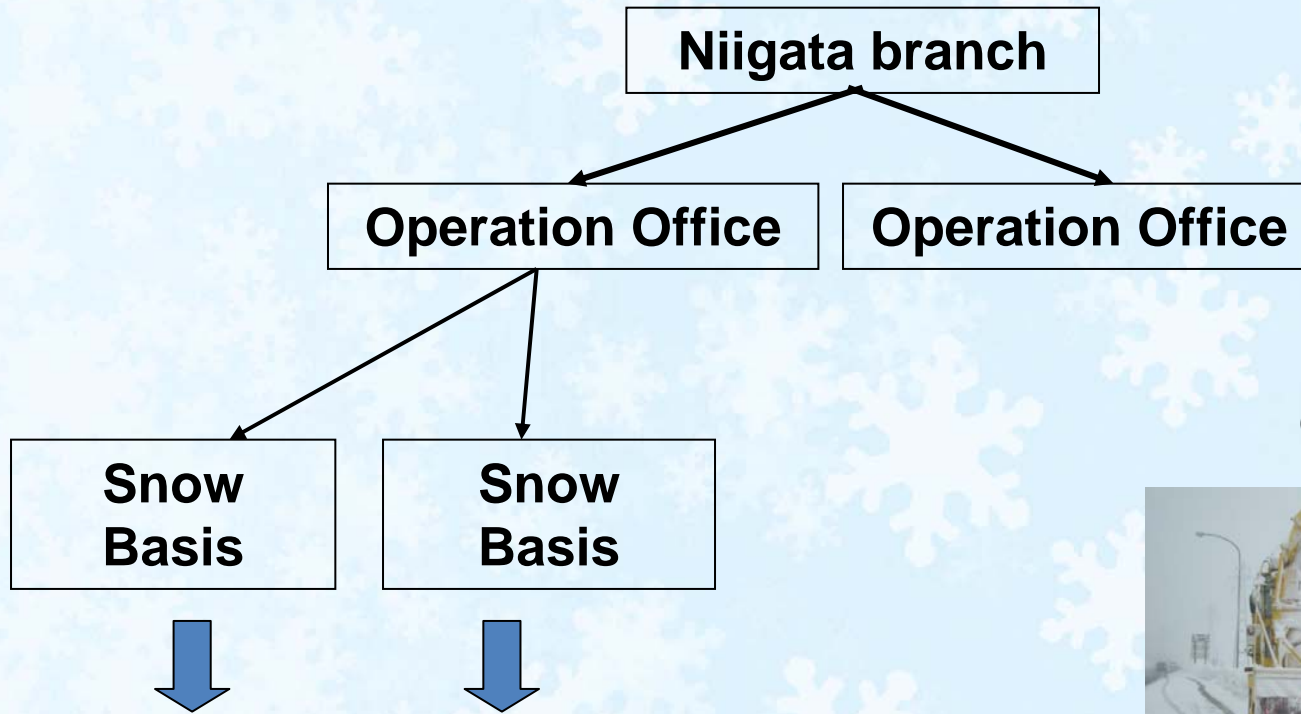 Niigata branch
Operation Office
Operation Office
Snow
Basis
Snow
Basis